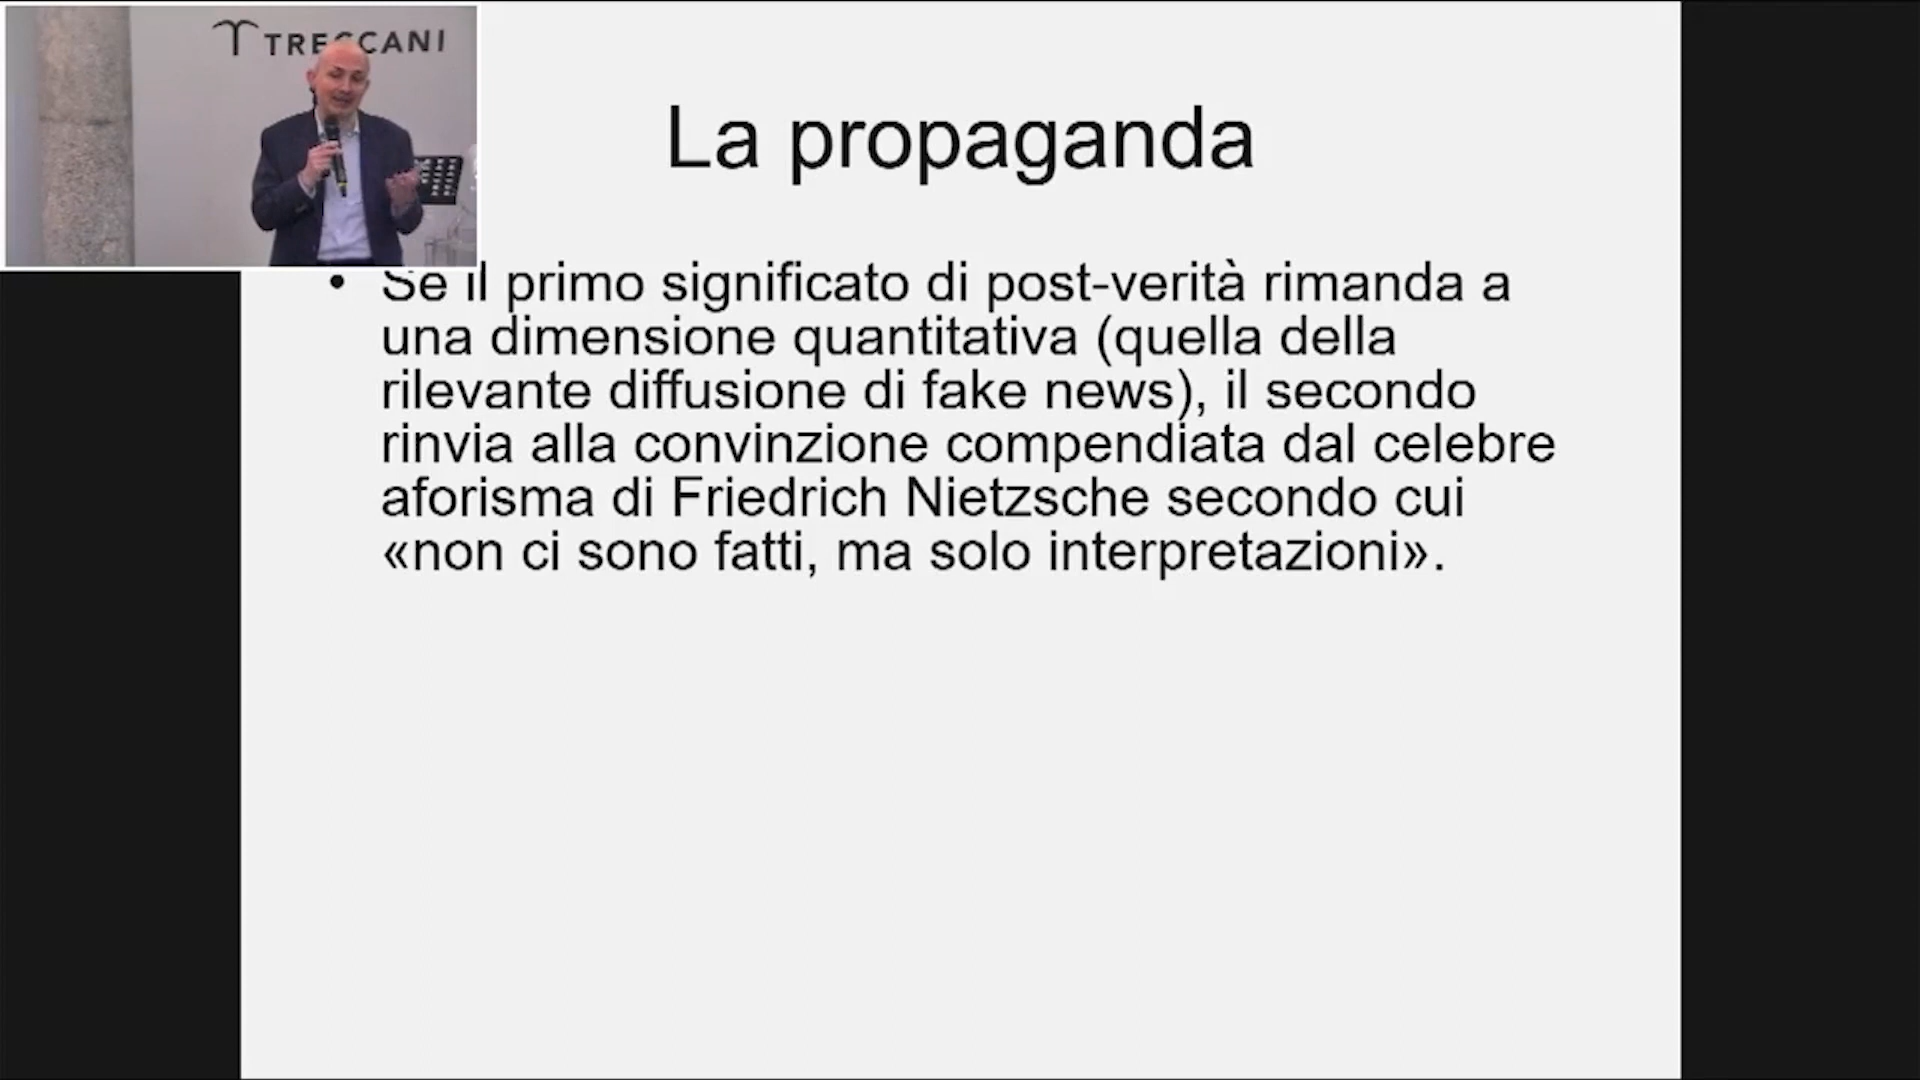 TRECCANI
La propaganda
• Se il primo significato di post-verità rimanda a
una dimensione quantitativa (quella della
rilevante diffusione di fake news), il secondo
rinvia alla convinzione compendiata dal celebre
aforisma di Friedrich Nietzsche secondo cui
«non ci sono fatti, ma solo interpretazioni».